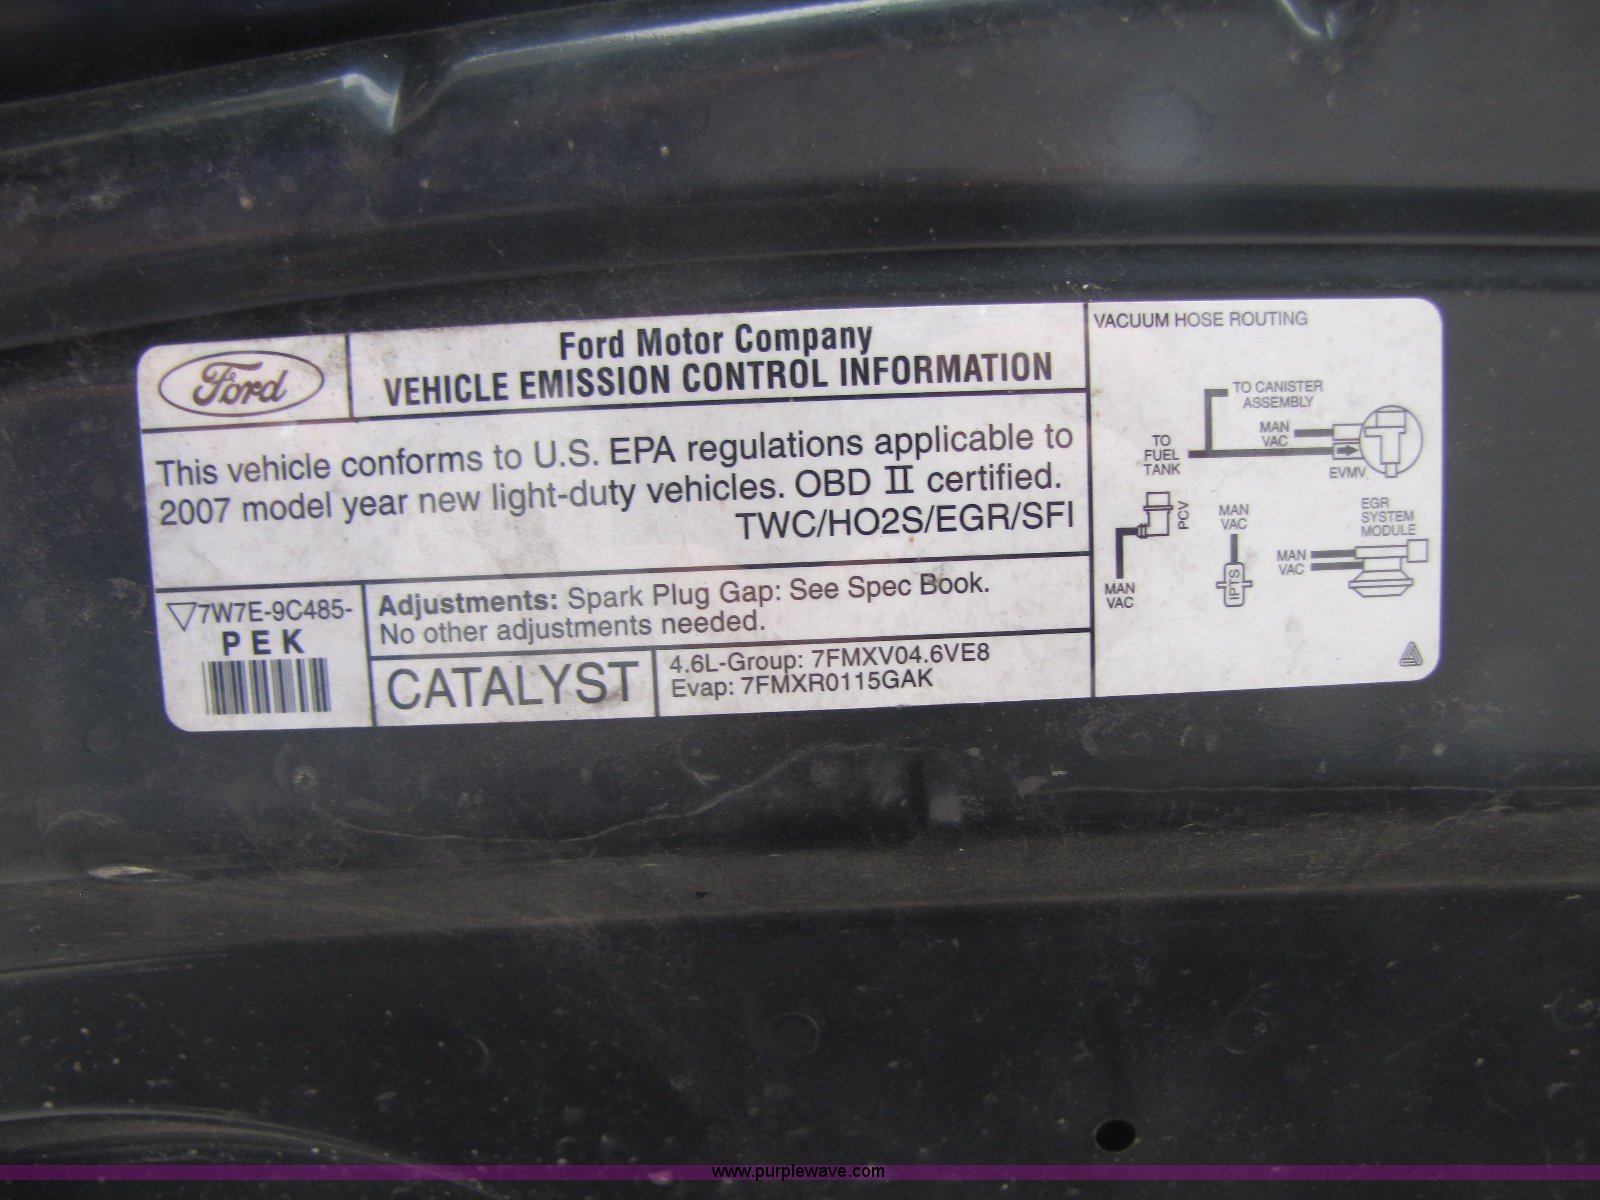 Ford
Ford Motor Company
VEHICLE EMISSION CONTROL INFORMATION
This vehicle conforms to U.S. EPA regulations applicable to
2007 model year new light-duty vehicles. OBD II certified.
TWC/HO2S/EGR/SFI
7W7E-9C485-
PEK
Adjustments: Spark Plug Gap: See Spec Book.
No other adjustments needed.
CATALYST
4.6L-Group: 7FMXV04.6VE8
Evap: 7FMXR0115GAK
VACUUM HOSE ROUTING
TO CANISTER
ASSEMBLY
MAN
VAC
TO
FUEL
TANK
EVMV
PCV
MAN
VAC
MAN
VAC
IPTS
EGR
SYSTEM
MODULE
MAN
VAC
www.purplewave.com